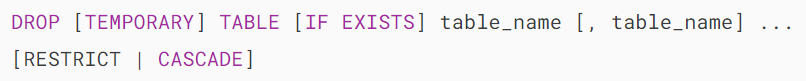 DROP [TEMPORARY] TABLE [IF EXISTS] table_name [, table_name] ...
[RESTRICT | CASCADE]